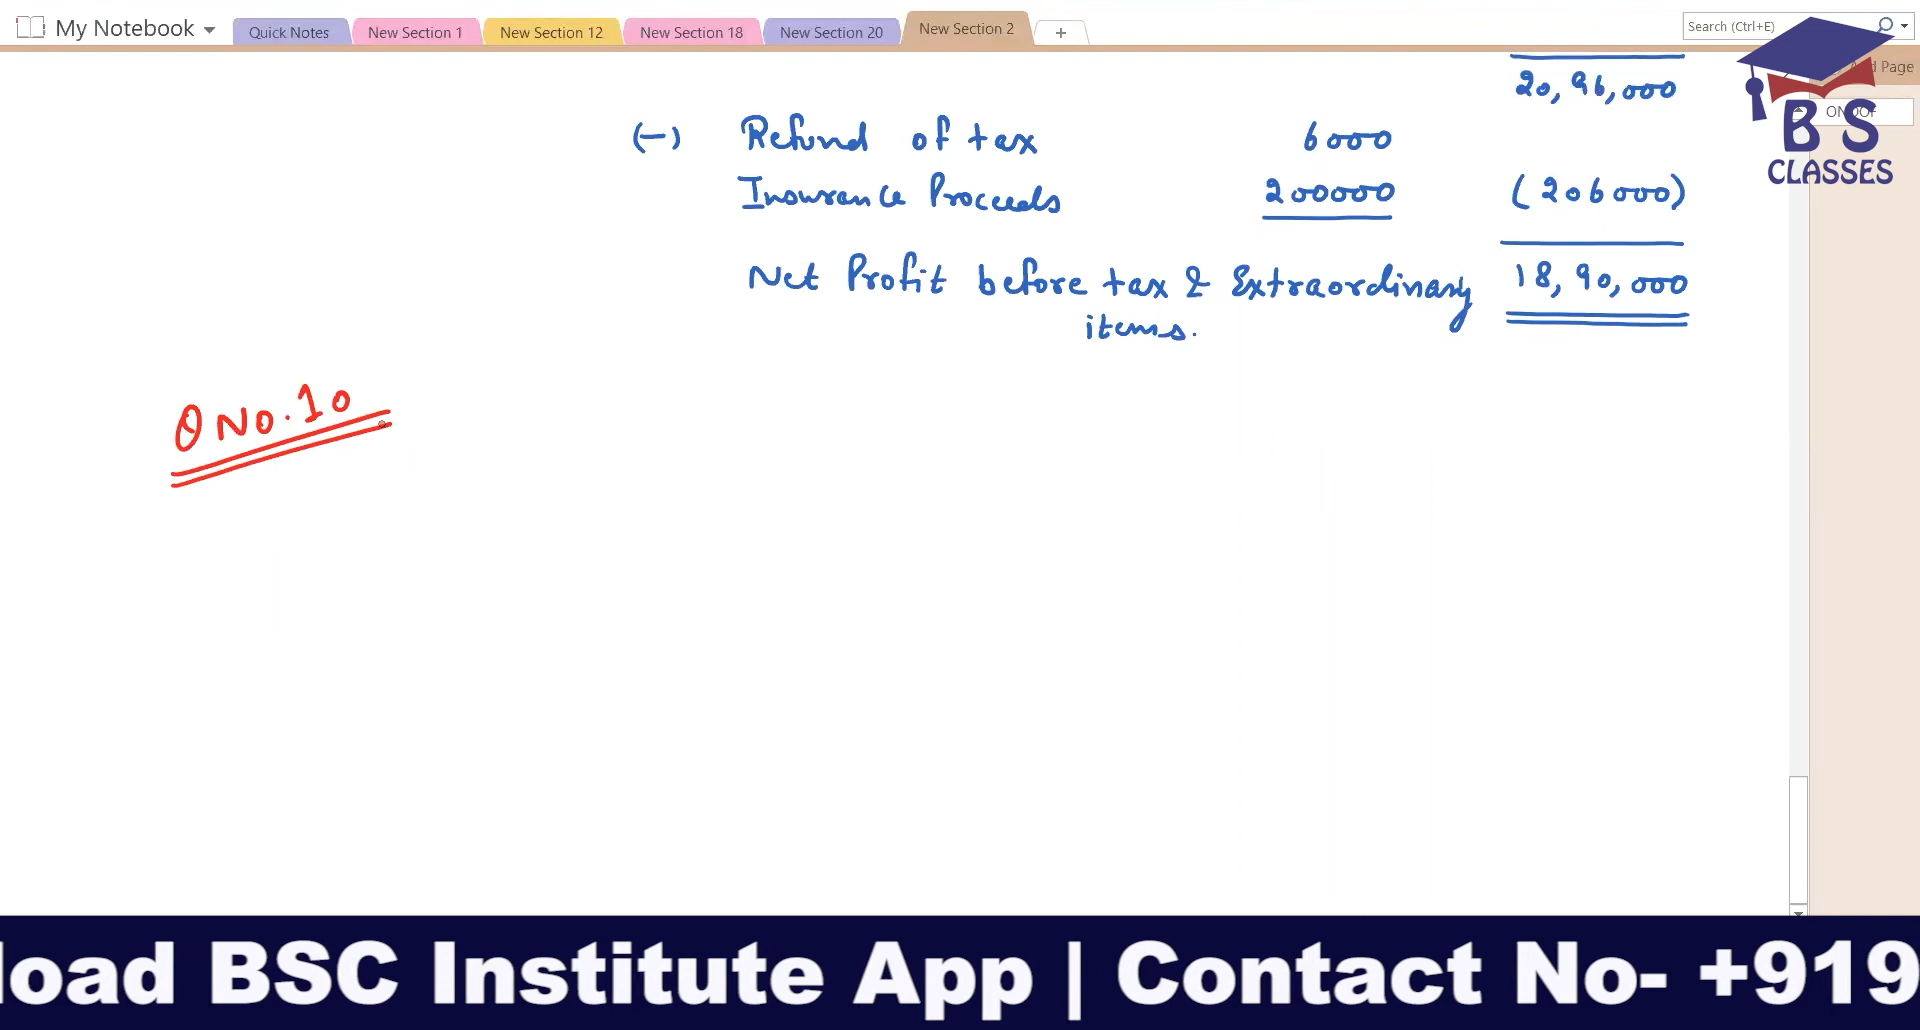 My Notebook
Quick Notes
New Section 1
New Section 12
New Section 18
New Section 20
New Section 2
+
Search (Ctrl+E)
d Page
B S
CLASSES
20,96,000
(-) Refund of tax 6000
Insurance Proceeds 200000 (206000)
Net Profit before tax & Extraordinary 18,90,000
items.
Q No.10
load BSC Institute App | Contact No- +919